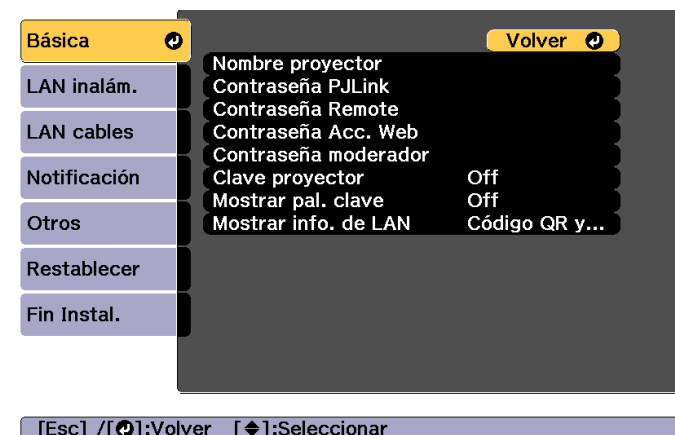 Básica
LAN inalám.
LAN cables
Notificación
Otros
Restablecer
Fin Instal.
Volver
Nombre proyector
Contraseña PJLink
Contraseña Remote
Contraseña Acc. Web
Contraseña moderador
Clave proyector Off
Mostrar pal. clave Off
Mostrar info. de LAN Código QR y...
[Esc] /[↵]:Volver [◆]:Seleccionar